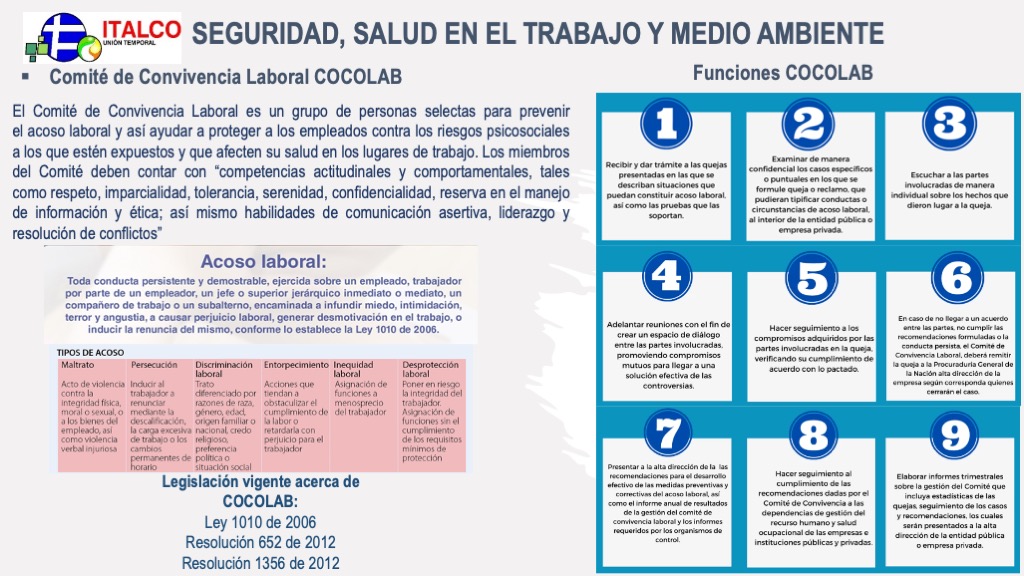 ITALCO
UNIÓN TEMPORAL
SEGURIDAD, SALUD EN EL TRABAJO Y MEDIO AMBIENTE
▪ Comité de Convivencia Laboral COCOLAB
El Comité de Convivencia Laboral es un grupo de personas selectas para prevenir
el acoso laboral y así ayudar a proteger a los empleados contra los riesgos psicosociales
a los que estén expuestos y que afecten su salud en los lugares de trabajo. Los miembros
del Comité deben contar con “competencias actitudinales y comportamentales, tales
como respeto, imparcialidad, tolerancia, serenidad, confidencialidad, reserva en el manejo
de información y ética; así mismo habilidades de comunicación asertiva, liderazgo y
resolución de conflictos”
Acoso laboral:
Toda conducta persistente y demostrable, ejercida sobre un empleado, trabajador
por parte de un empleador, un jefe o superior jerárquico inmediato o mediato, un
compañero de trabajo o un subalterno, encaminada a infundir miedo, intimidación,
terror y angustia, a causar perjuicio laboral, generar desmotivación en el trabajo, o
inducir la renuncia del mismo, conforme lo establece la Ley 1010 de 2006.
TIPOS DE ACOSO
Maltrato
Acto de violencia
contra la
integridad física,
moral o sexual, o
a los bienes del
empleado, así
como violencia
verbal injuriosa
Persecución
Inducir al
trabajador a
renunciar
mediante la
descalificación,
la carga excesiva
de trabajo o los
cambios
permanentes de
horario
Discriminación
laboral
Trato
diferenciado por
razones de raza,
género, edad,
origen familiar o
nacional, credo
religioso,
preferencia
política o
situación social
Entorpecimiento
Acciones que
tiendan a
obstaculizar el
cumplimiento de
la labor o
retardarla con
perjuicio para el
trabajador
Inequidad
laboral
Asignación de
funciones a
menosprecio
del trabajador
Desprotección
laboral
Poner en riesgo
la integridad del
trabajador.
Asignación de
funciones sin el
cumplimiento
de los requisitos
mínimos de
protección
Legislación vigente acerca de
COCOLAB:
Ley 1010 de 2006
Resolución 652 de 2012
Resolución 1356 de 2012
Funciones COCOLAB
1
Recibir y dar trámite a las quejas
presentadas en las que se
describan situaciones que
puedan constituir acoso laboral,
así como las pruebas que las
soportan.
2
Examinar de manera
confidencial los casos específicos
o puntuales en los que se
formule queja o reclamo, que
pudieran tipificar conductas o
circunstancias de acoso laboral,
al interior de la entidad pública o
empresa privada.
3
Escuchar a las partes
involucradas de manera
individual sobre los hechos que
dieron lugar a la queja.
4
Adelantar reuniones con el fin de
crear un espacio de diálogo
entre las partes involucradas,
promoviendo compromisos
mutuos para llegar a una
solución efectiva de las
controversias.
5
Hacer seguimiento a los
compromisos adquiridos por las
partes involucradas en la queja,
verificando su cumplimiento de
acuerdo con lo pactado.
6
En caso de no llegar a un acuerdo
entre las partes, no cumplir las
recomendaciones formuladas o la
conducta persista, el Comité de
Convivencia Laboral, deberá remitir
la queja a la Procuraduría General de
la Nación alta dirección de la
empresa según corresponda quienes
cerrarán el caso.
7
Presentar a la alta dirección de la las
recomendaciones para el desarrollo
efectivo de las medidas preventivas y
correctivas del acoso laboral, así
como el informe anual de resultados
de la gestión del comité de
convivencia laboral y los informes
requeridos por los organismos de
control.
8
Hacer seguimiento al
cumplimiento de las
recomendaciones dadas por el
Comité de Convivencia a las
dependencias de gestión del
recurso humano y salud
ocupacional de las empresas e
instituciones públicas y privadas.
9
Elaborar informes trimestrales
sobre la gestión del Comité que
incluya estadísticas de las
quejas, seguimiento de los casos
y recomendaciones, los cuales
serán presentados a la alta
dirección de la entidad pública
o empresa privada.